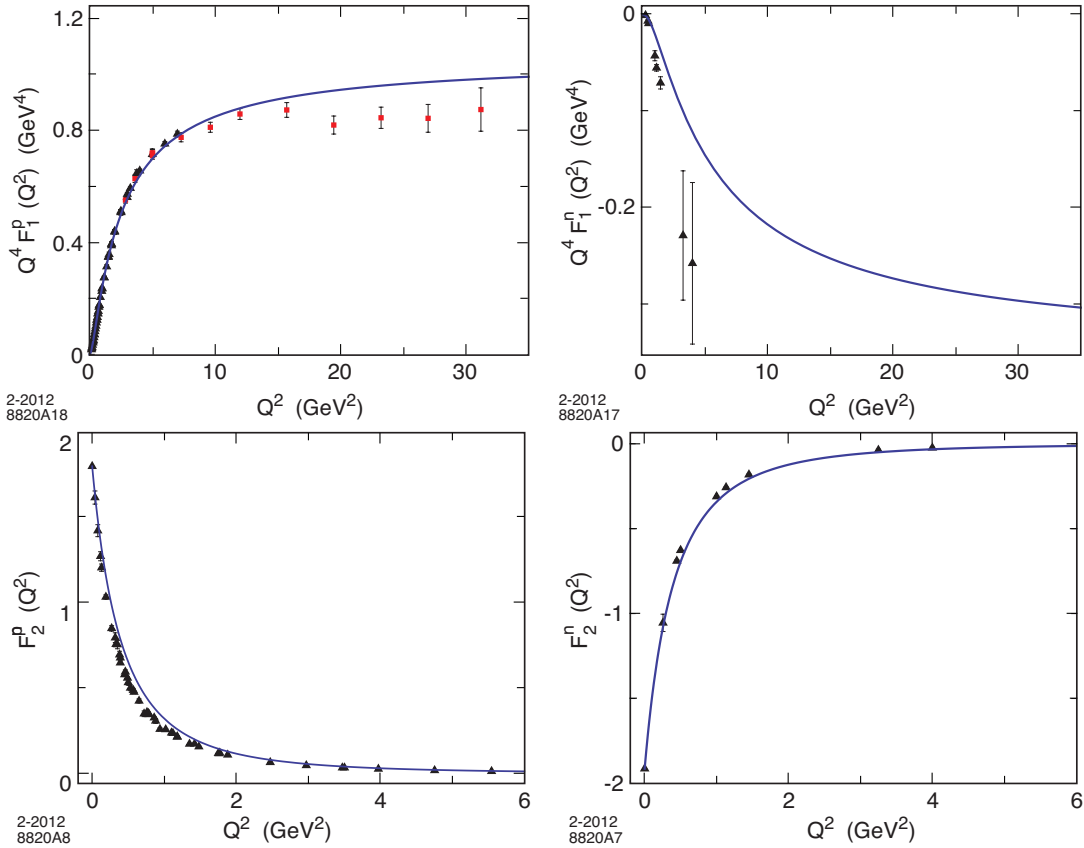 1.2
0.8
0.4
0
Q⁴ F₁ᵖ (Q²) (GeV⁴)
0 10 20 30
Q² (GeV²)
2-2012
8820A18
0
-0.2
Q⁴ F₁ⁿ (Q²) (GeV⁴)
0 10 20 30
Q² (GeV²)
2-2012
8820A17
2
1
0
F₂ᵖ (Q²)
0 2 4 6
Q² (GeV²)
2-2012
8820A8
0
-1
-2
F₂ⁿ (Q²)
0 2 4 6
Q² (GeV²)
2-2012
8820A7